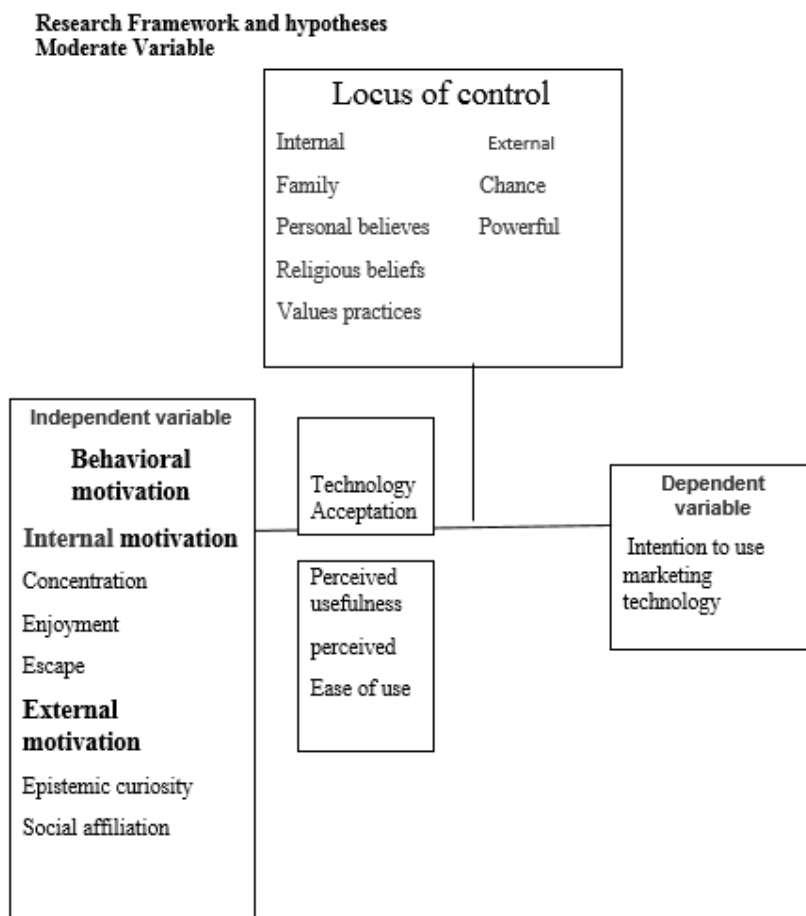 Research Framework and hypotheses
Moderate Variable
Locus of control
Internal External
Family Chance
Personal believes Powerful
Religious beliefs
Values practices
Independent variable
Behavioral
motivation
Internal motivation
Concentration
Enjoyment
Escape
External
motivation
Epistemic curiosity
Social affiliation
Technology
Acceptation
Perceived
usefulness
perceived
Ease of use
Dependent
variable
Intention to use
marketing
technology